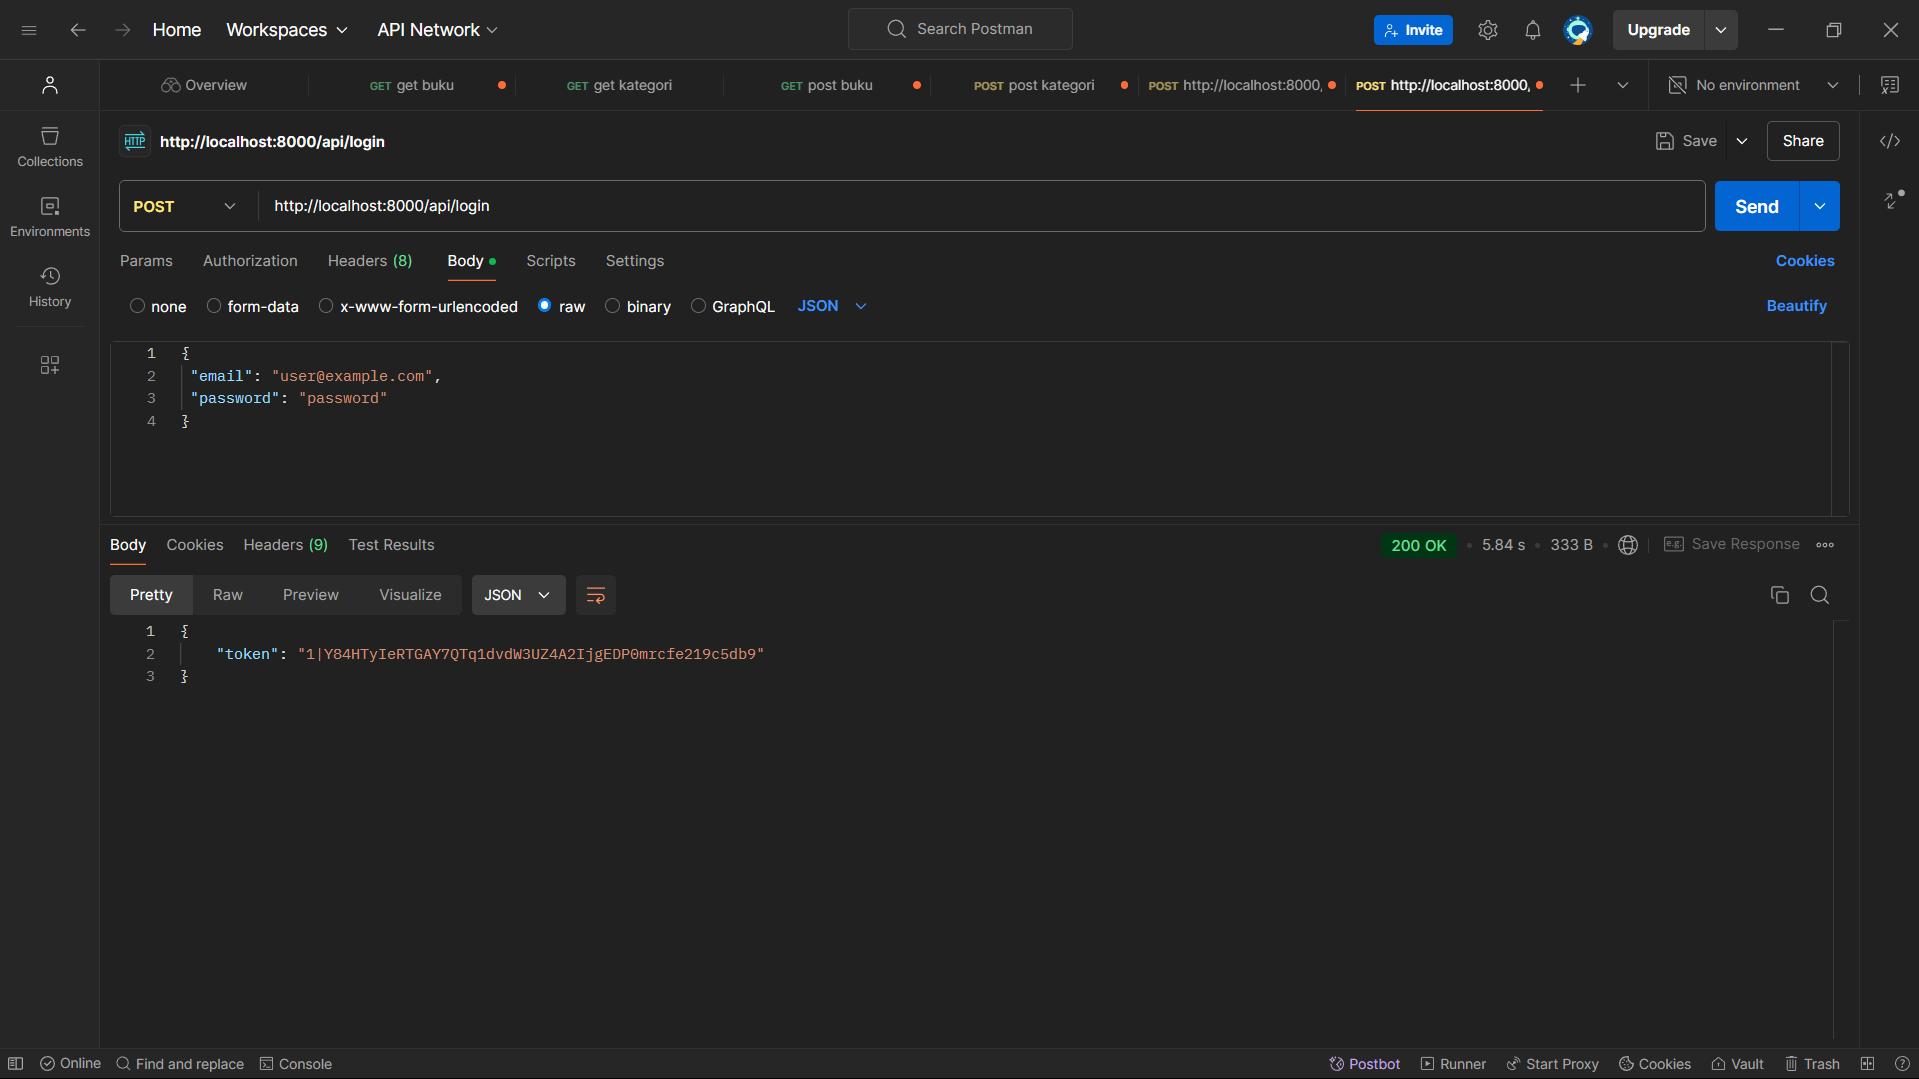 Home Workspaces API Network Search Postman Invite Upgrade
Overview GET get buku GET get kategori GET post buku POST post kategori POST http://localhost:8000, POST http://localhost:8000, No environment
HTTP http://localhost:8000/api/login Save Share
POST http://localhost:8000/api/login Send
Collections
Environments
History
Params Authorization Headers (8) Body Scripts Settings Cookies
none form-data x-www-form-urlencoded raw binary GraphQL JSON Beautify
1 {
2 "email": "user@example.com",
3 "password": "password"
4 }
Body Cookies Headers (9) Test Results 200 OK • 5.84 s • 333 B • e.g. Save Response
Pretty Raw Preview Visualize JSON
1 {
2 "token": "1|Y84HTyIeRTGAY7QTq1dvdW3UZ4A2IjgEDP0mrcfe219c5db9"
3 }
Online Find and replace Console Postbot Runner Start Proxy Cookies Vault Trash